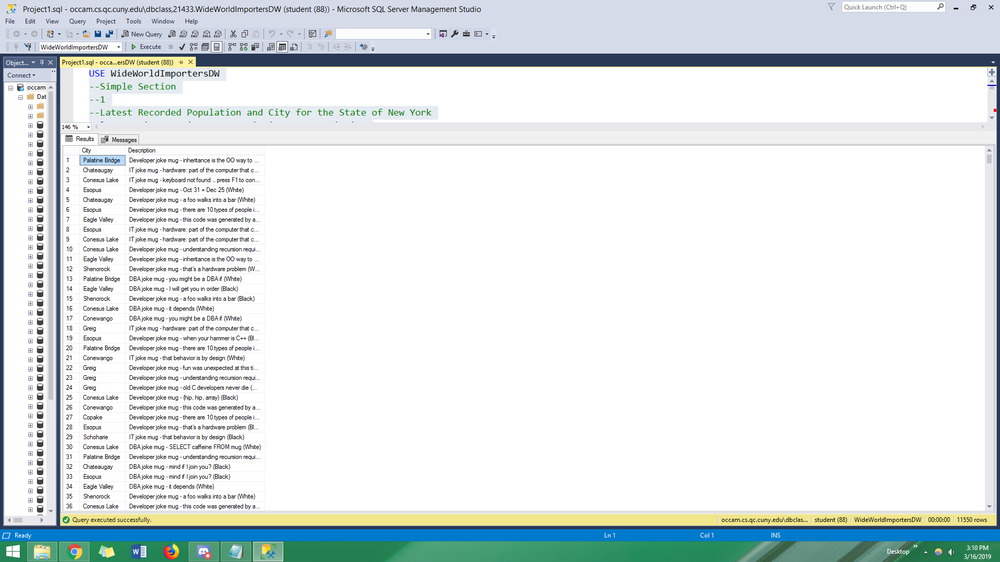 Project1.sql - occam.cs.qc.cuny.edu\dbclass,21433.WideWorldImportersDW (student (88)) - Microsoft SQL Server Management Studio
Quick Launch (Ctrl+Q)
File Edit View Query Project Tools Window Help
New Query MDX DMX XMLA DAX
WideWorldImportersDW Execute
Object... Project1.sql - occa...ersDW (student (88))
Connect
occam
Dat
USE WideWorldImportersDW
--Simple Section
--1
--Latest Recorded Population and City for the State of New York
146 %
Results Messages
City Description
1 Palatine Bridge Developer joke mug - inheritance is the OO way to ...
2 Chateaugay IT joke mug - hardware: part of the computer that c...
3 Conesus Lake IT joke mug - keyboard not found ... press F1 to con...
4 Esopus Developer joke mug - Oct 31 = Dec 25 (White)
5 Chateaugay Developer joke mug - a foo walks into a bar (White)
6 Esopus Developer joke mug - there are 10 types of people i...
7 Eagle Valley Developer joke mug - this code was generated by a...
8 Esopus IT joke mug - hardware: part of the computer that c...
9 Conesus Lake IT joke mug - hardware: part of the computer that c...
10 Conesus Lake Developer joke mug - understanding recursion requi...
11 Eagle Valley Developer joke mug - inheritance is the OO way to ...
12 Shenorock Developer joke mug - that's a hardware problem (W...
13 Palatine Bridge DBA joke mug - you might be a DBA if (White)
14 Eagle Valley DBA joke mug - I will get you in order (Black)
15 Shenorock Developer joke mug - a foo walks into a bar (Black)
16 Conesus Lake DBA joke mug - it depends (White)
17 Conewango DBA joke mug - you might be a DBA if (White)
18 Greig IT joke mug - hardware: part of the computer that c...
19 Esopus Developer joke mug - when your hammer is C++ (Bl...
20 Palatine Bridge Developer joke mug - there are 10 types of people i...
21 Conewango IT joke mug - that behavior is by design (White)
22 Greig Developer joke mug - fun was unexpected at this ti...
23 Greig Developer joke mug - understanding recursion requi...
24 Greig Developer joke mug - old C developers never die (...
25 Conesus Lake Developer joke mug - (hip, hip, array) (Black)
26 Conewango Developer joke mug - this code was generated by a...
27 Copake Developer joke mug - there are 10 types of people i...
28 Esopus Developer joke mug - that's a hardware problem (Bl...
29 Schoharie IT joke mug - that behavior is by design (Black)
30 Conesus Lake DBA joke mug - SELECT caffeine FROM mug (White)
31 Palatine Bridge Developer joke mug - understanding recursion requi...
32 Chateaugay DBA joke mug - mind if I join you? (Black)
33 Esopus DBA joke mug - mind if I join you? (Black)
34 Eagle Valley DBA joke mug - it depends (White)
35 Shenorock Developer joke mug - a foo walks into a bar (White)
36 Conesus Lake Developer joke mug - this code was generated by a...
Query executed successfully. occam.cs.qc.cuny.edu\dbclas... student (88) WideWorldImportersDW 00:00:00 11550 rows
Ready Ln 1 Col 1 INS
Desktop 3:10 PM
3/16/2019